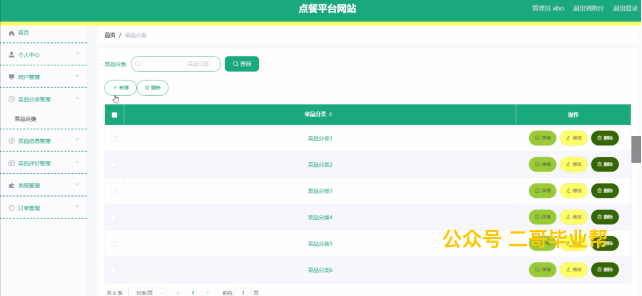 点餐平台网站
管理员 abo 退出到前台 退出登录
首页
个人中心
用户管理
菜品分类管理
菜品分类
菜品信息管理
菜品评价管理
系统管理
订单管理
首页 / 菜品分类
菜品分类 菜品分类 查询
+ 新增 删除
菜品分类 操作
菜品分类1 详情 修改 删除
菜品分类2 详情 修改 删除
菜品分类3 详情 修改 删除
菜品分类4 详情 修改 删除
菜品分类5 详情 修改 删除
菜品分类6 详情 修改 删除
公众号 二哥毕业帮
共 6 条 10条/页 1 前往 1 页